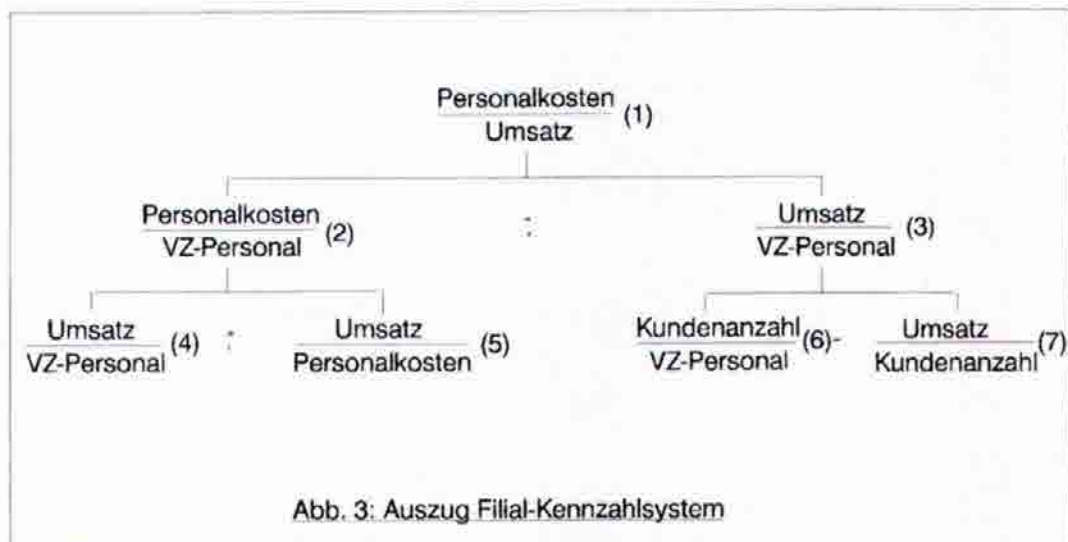 Personalkosten
Umsatz
(1)
Personalkosten
VZ-Personal
(2)
:
Umsatz
VZ-Personal
(3)
Umsatz
VZ-Personal
(4)
:
Umsatz
Personalkosten
(5)
Kundenanzahl
VZ-Personal
(6)-
Umsatz
Kundenanzahl
(7)
Abb. 3: Auszug Filial-Kennzahlsystem